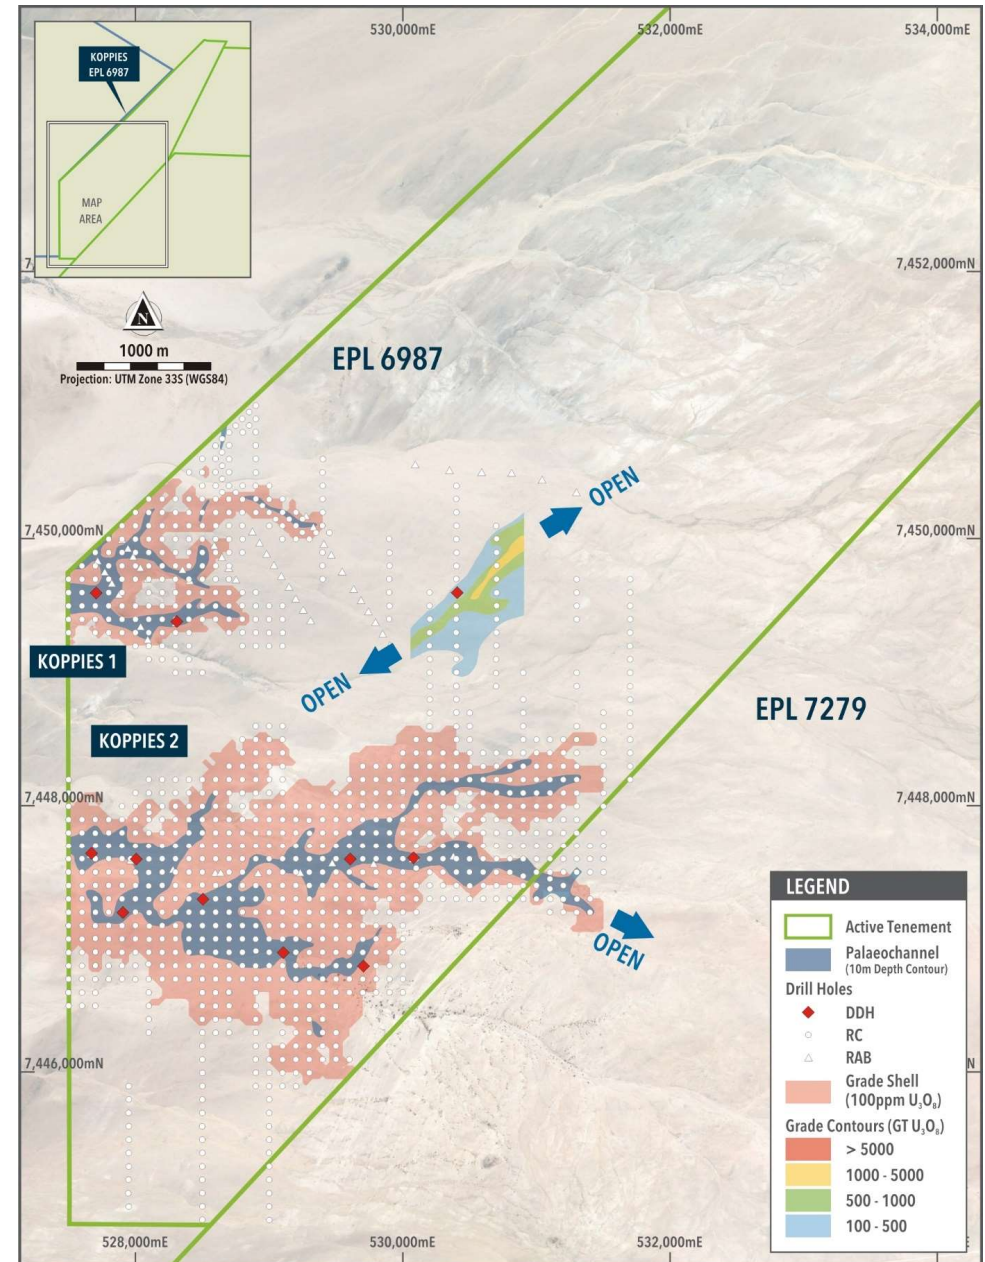 530,000mE
532,000mE
534,000mE
KOPPIES
EPL 6987
MAP
AREA
7,
7,452,000mN
N
1000 m
Projection: UTM Zone 33S (WGS84)
EPL 6987
OPEN
7,450,000mN
7,450,000mN
KOPPIES 1
OPEN
EPL 7279
KOPPIES 2
7,448,000mN
7,448,000mN
OPEN
7,446,000mN
N
LEGEND
Active Tenement
Palaeochannel
(10m Depth Contour)
Drill Holes
DDH
RC
RAB
Grade Shell
(100ppm U₃O₈)
Grade Contours (GT U₃O₈)
> 5000
1000 - 5000
500 - 1000
100 - 500
528,000mE
530,000mE
532,000mE
E